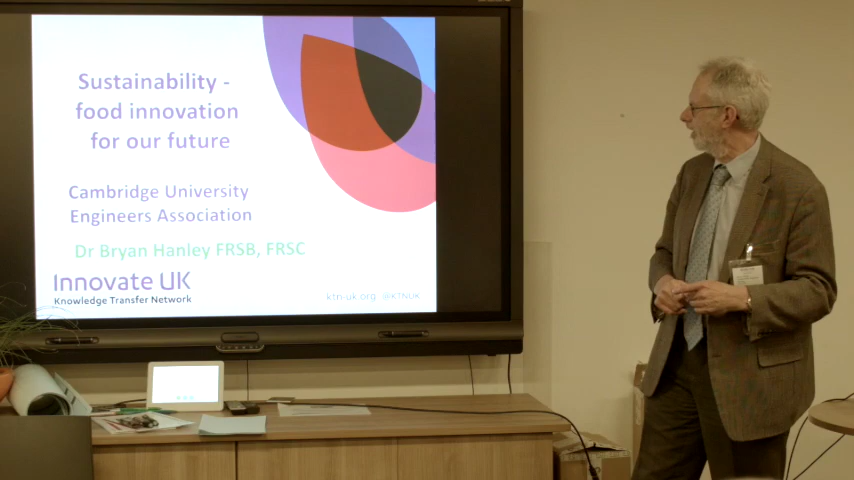 Sustainability -
food innovation
for our future
Cambridge University
Engineers Association
Dr Bryan Hanley FRSB, FRSC
Innovate UK
Knowledge Transfer Network
ktn-uk.org @KTNUK